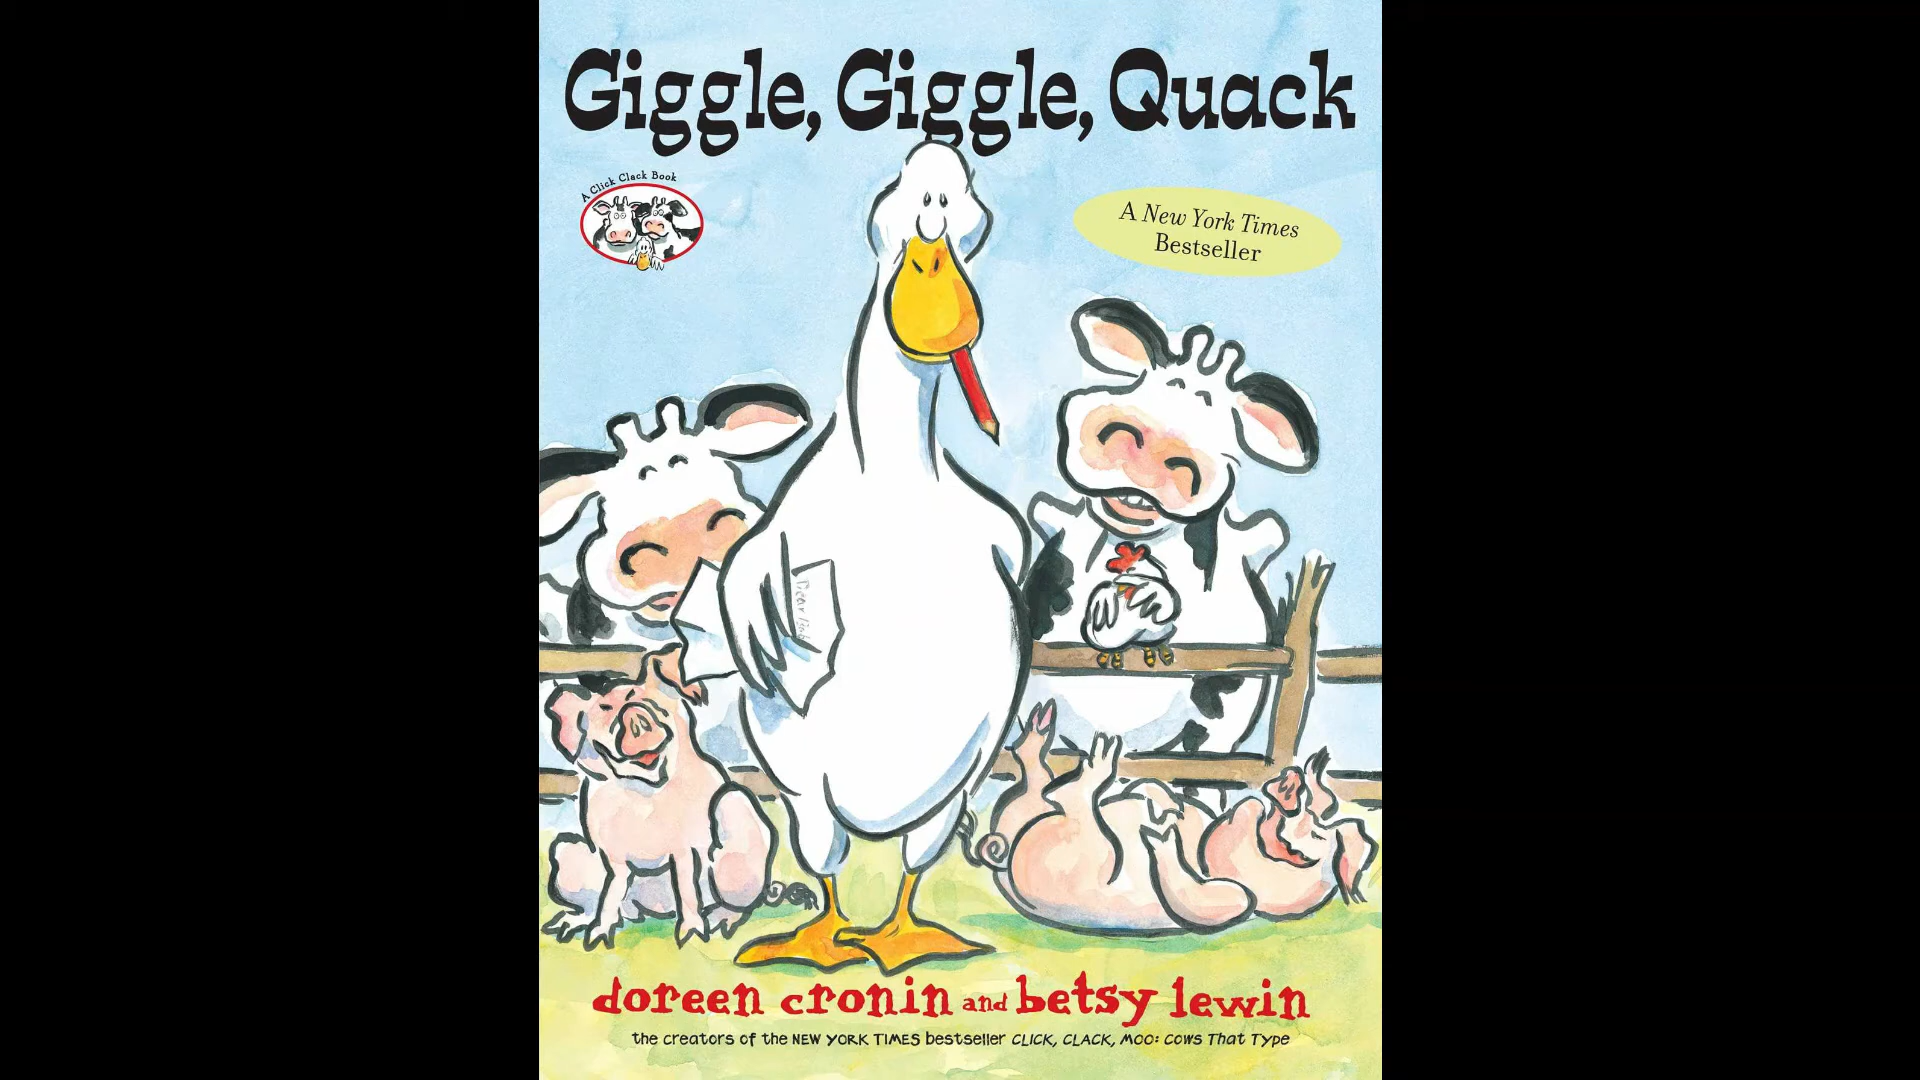 Giggle, Giggle, Quack
A Click Clack Book
A New York Times
Bestseller
Dear
doreen cronin and betsy lewin
the creators of the NEW YORK TIMES bestseller CLICK, CLACK, MOO: Cows That Type